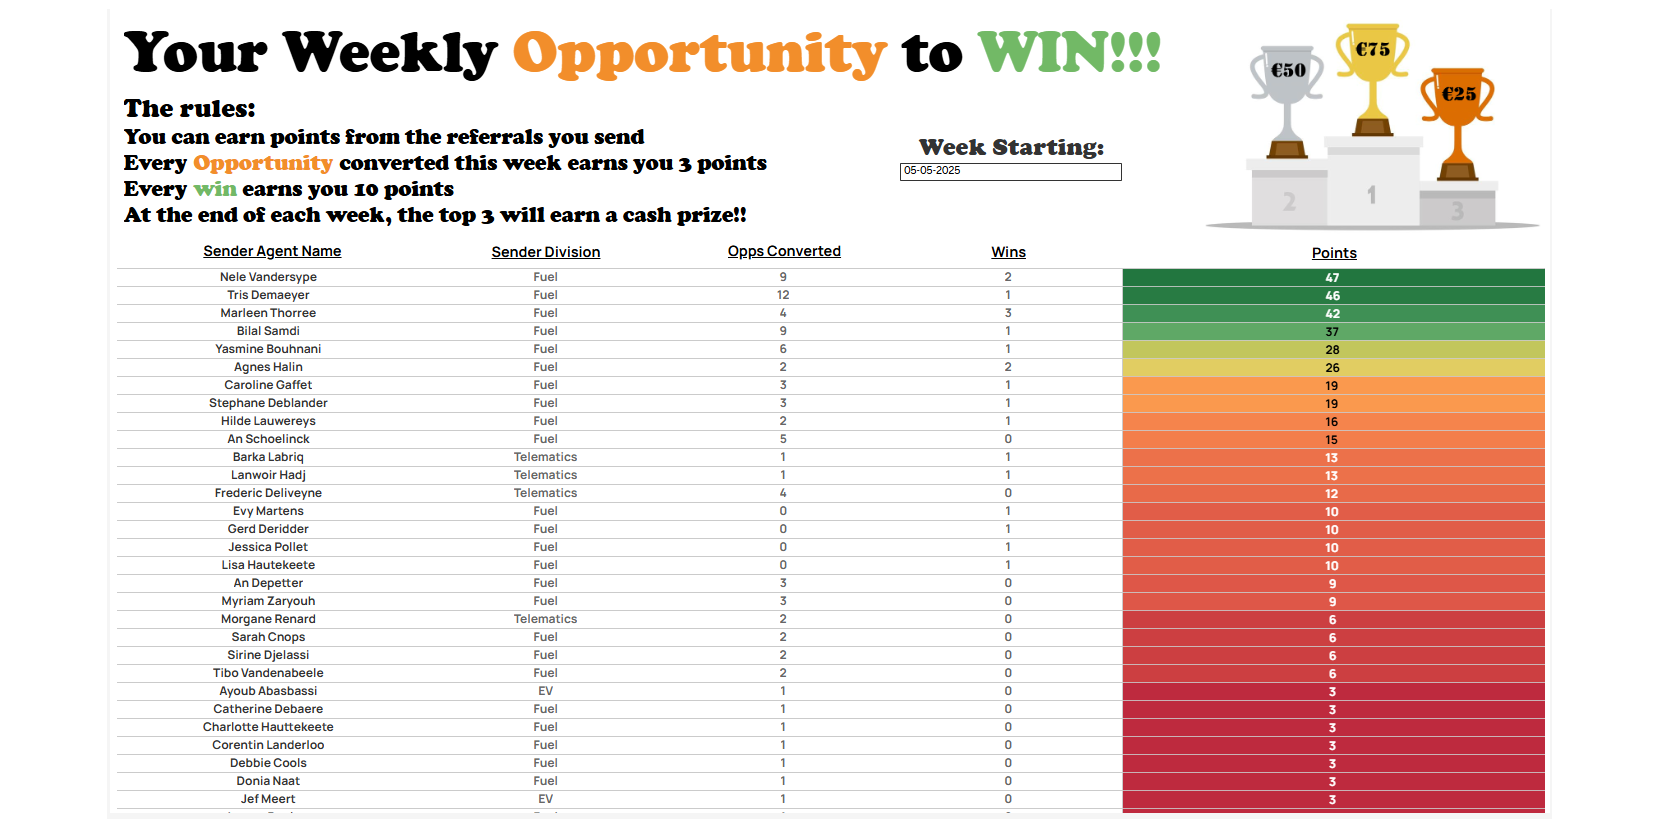 Your Weekly Opportunity to WIN!!!
€50
€75
€25
2
1
3
The rules:
You can earn points from the referrals you send
Every Opportunity converted this week earns you 3 points
Every win earns you 10 points
At the end of each week, the top 3 will earn a cash prize!!
Week Starting:
05-05-2025
Sender Agent Name Sender Division Opps Converted Wins Points
Nele Vandersype Fuel 9 2 47
Tris Demaeyer Fuel 12 1 46
Marleen Thorree Fuel 4 3 42
Bilal Samdi Fuel 9 1 37
Yasmine Bouhnani Fuel 6 1 28
Agnes Halin Fuel 2 2 26
Caroline Gaffet Fuel 3 1 19
Stephane Deblander Fuel 3 1 19
Hilde Lauwereys Fuel 2 1 16
An Schoelinck Fuel 5 0 15
Barka Labriq Telematics 1 1 13
Lanwoir Hadj Telematics 1 1 13
Frederic Deliveyne Telematics 4 0 12
Evy Martens Fuel 0 1 10
Gerd Deridder Fuel 0 1 10
Jessica Pollet Fuel 0 1 10
Lisa Hautekeete Fuel 0 1 10
An Depetter Fuel 3 0 9
Myriam Zaryouh Fuel 3 0 9
Morgane Renard Telematics 2 0 6
Sarah Cnops Fuel 2 0 6
Sirine Djelassi Fuel 2 0 6
Tibo Vandenabeele Fuel 2 0 6
Ayoub Abasbassi EV 1 0 3
Catherine Debaere Fuel 1 0 3
Charlotte Hauttekeete Fuel 1 0 3
Corentin Landerloo Fuel 1 0 3
Debbie Cools Fuel 1 0 3
Donia Naat Fuel 1 0 3
Jef Meert EV 1 0 3